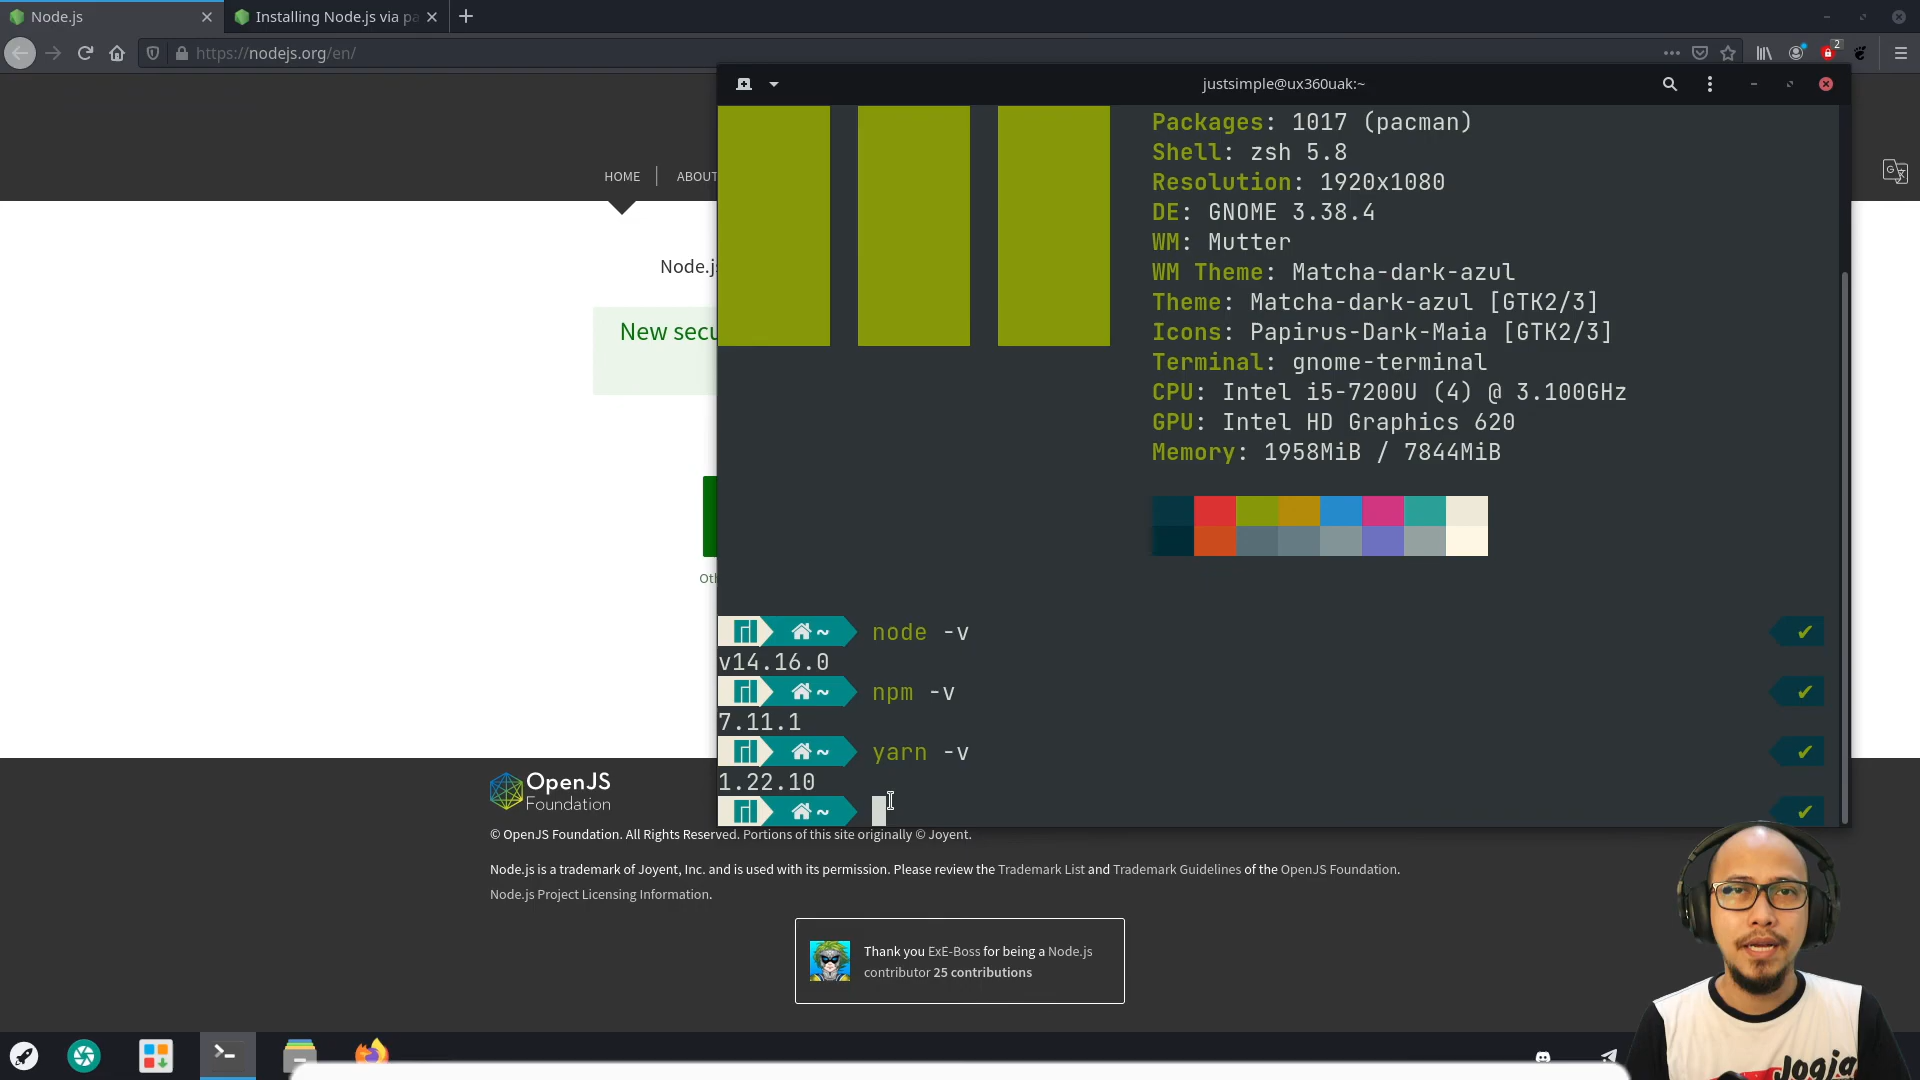 Node.js
Installing Node.js via pa
https://nodejs.org/en/
2
justsimple@ux360uak:~
HOME
ABOUT
Node.js
New secu
Oth
Packages: 1017 (pacman)
Shell: zsh 5.8
Resolution: 1920x1080
DE: GNOME 3.38.4
WM: Mutter
WM Theme: Matcha-dark-azul
Theme: Matcha-dark-azul [GTK2/3]
Icons: Papirus-Dark-Maia [GTK2/3]
Terminal: gnome-terminal
CPU: Intel i5-7200U (4) @ 3.100GHz
GPU: Intel HD Graphics 620
Memory: 1958MiB / 7844MiB
~ node -v
v14.16.0
~ npm -v
7.11.1
~ yarn -v
1.22.10
~
OpenJS
Foundation
© OpenJS Foundation. All Rights Reserved. Portions of this site originally © Joyent.
Node.js is a trademark of Joyent, Inc. and is used with its permission. Please review the Trademark List and Trademark Guidelines of the OpenJS Foundation.
Node.js Project Licensing Information.
Thank you ExE-Boss for being a Node.js
contributor 25 contributions
Jogja